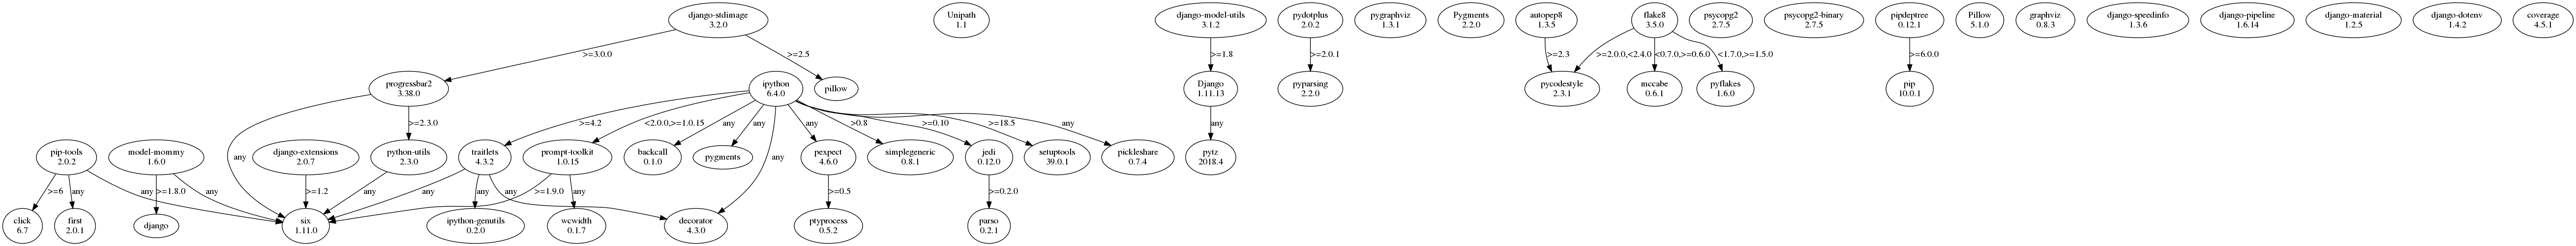 django-stdimage
3.2.0
Unipath
1.1
django-model-utils
3.1.2
pydotplus
2.0.2
pygraphviz
1.3.1
Pygments
2.2.0
autopep8
1.3.5
flake8
3.5.0
psycopg2
2.7.5
psycopg2-binary
2.7.5
pipdeptree
0.12.1
Pillow
5.1.0
graphviz
0.8.3
django-speedinfo
1.3.6
django-pipeline
1.6.14
django-material
1.2.5
django-dotenv
1.4.2
coverage
4.5.1
>=3.0.0
>=2.5
>=1.8
>=2.0.1
>=2.3
>=2.0.0,<2.4.0
<0.7.0,>=0.6.0
<1.7.0,>=1.5.0
>=6.0.0
progressbar2
3.38.0
ipython
6.4.0
pillow
Django
1.11.13
pyparsing
2.2.0
pycodestyle
2.3.1
mccabe
0.6.1
pyflakes
1.6.0
pip
10.0.1
>=2.3.0
>=4.2
<2.0.0,>=1.0.15
any
any
any
>0.8
>=0.10
>=18.5
any
any
pip-tools
2.0.2
model-mommy
1.6.0
any
django-extensions
2.0.7
python-utils
2.3.0
traitlets
4.3.2
prompt-toolkit
1.0.15
backcall
0.1.0
pygments
any
pexpect
4.6.0
simplegeneric
0.8.1
jedi
0.12.0
setuptools
39.0.1
pickleshare
0.7.4
pytz
2018.4
>=6
any
any
>=1.8.0
any
>=1.2
any
any
any
any
>=1.9.0
any
>=0.5
>=0.2.0
click
6.7
first
2.0.1
django
six
1.11.0
ipython-genutils
0.2.0
wcwidth
0.1.7
decorator
4.3.0
ptyprocess
0.5.2
parso
0.2.1